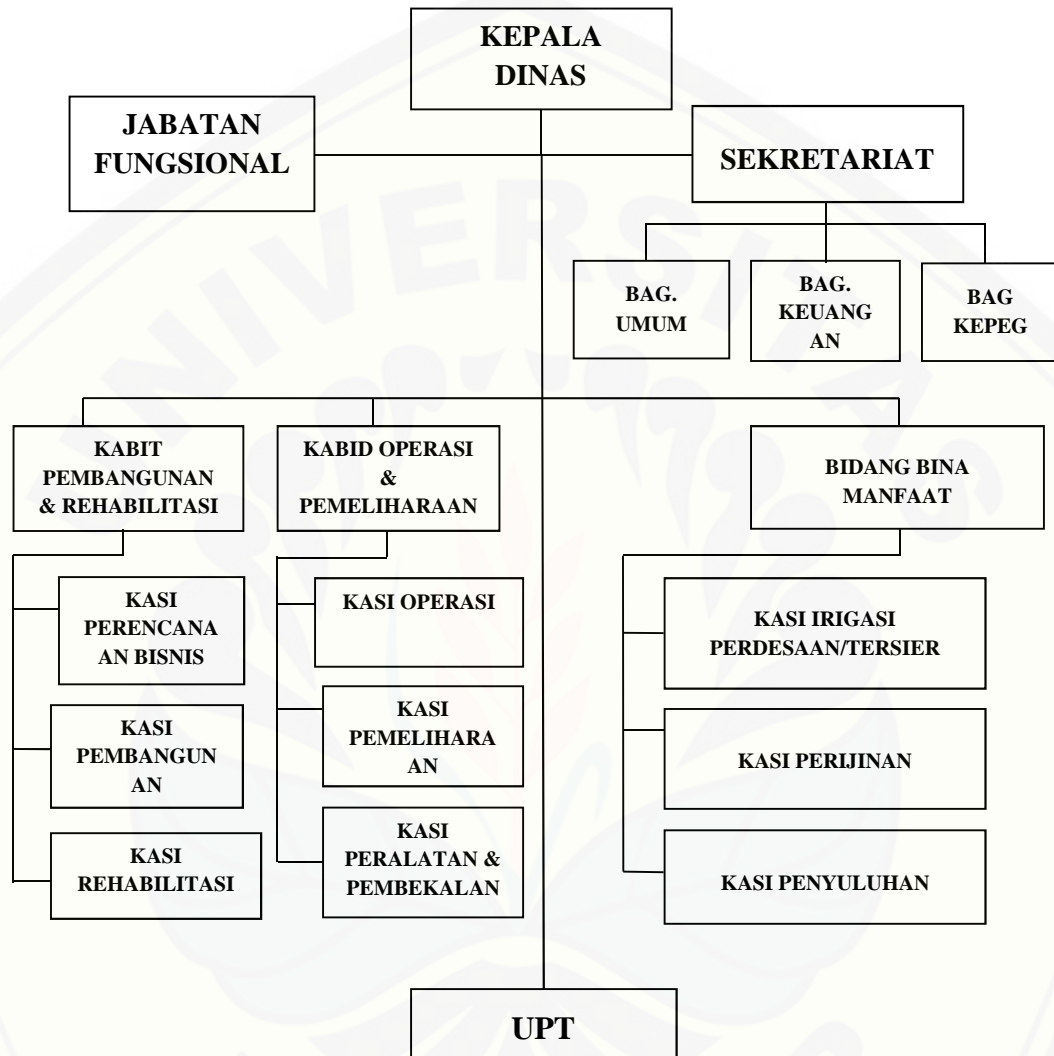 KEPALA
DINAS
JABATAN
FUNGSIONAL
SEKRETARIAT
BAG.
UMUM
BAG.
KEUANG
AN
BAG
KEPEG
KABIT
PEMBANGUNAN
& REHABILITASI
KABID OPERASI
&
PEMELIHARAAN
BIDANG BINA
MANFAAT
KASI
PERENCANA
AN BISNIS
KASI
PEMBANGUN
AN
KASI
REHABILITASI
KASI OPERASI
KASI
PEMELIHARA
AN
KASI
PERALATAN &
PEMBEKALAN
KASI IRIGASI
PERDESAAN/TERSIER
KASI PERIJINAN
KASI PENYULUHAN
UPT
UNIVERSITAS